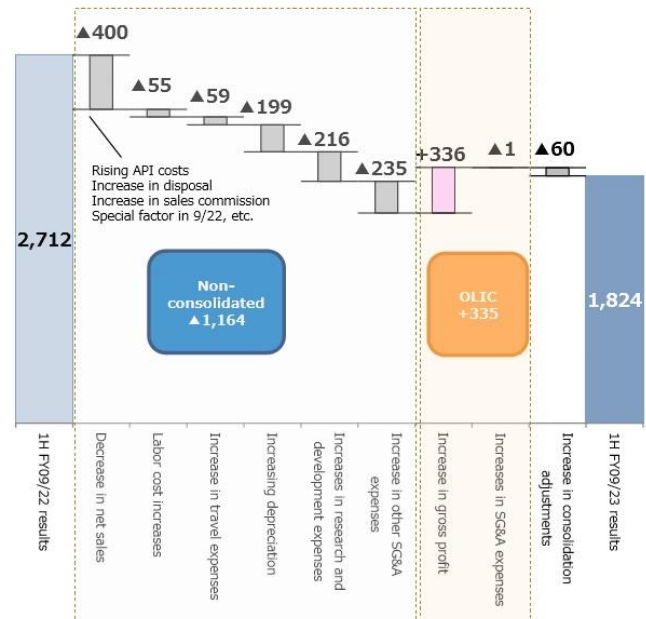 ▲400
▲55
▲59
▲199
▲216
▲235
+336
▲1
▲60
Rising API costs
Increase in disposal
Increase in sales commission
Special factor in 9/22, etc.
2,712
Non-
consolidated
▲1,164
OLIC
+335
1,824
1H FY09/22 results
Decrease in net sales
Labor cost increases
Increase in travel expenses
Increasing depreciation
Increases in research and
development expenses
Increase in other SG&A
expenses
Increase in gross profit
Increases in SG&A expenses
Increase in consolidation
adjustments
1H FY09/23 results